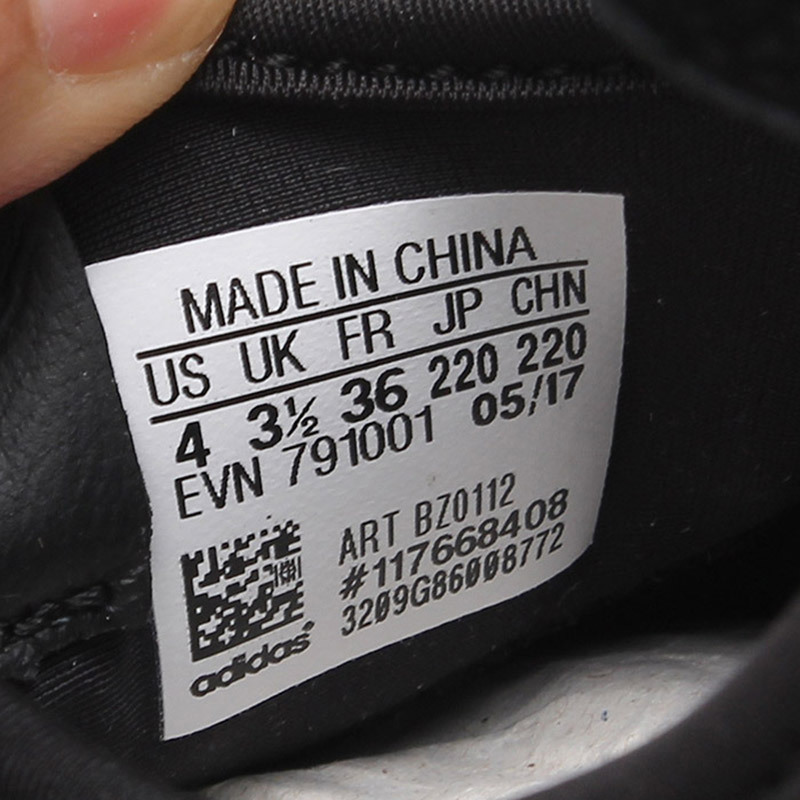 MADE IN CHINA
US UK FR JP CHN
4 3½ 36 220 220
EVN 791001 05/17
ART BZ0112
#117668408
3209G86008772
adidas®